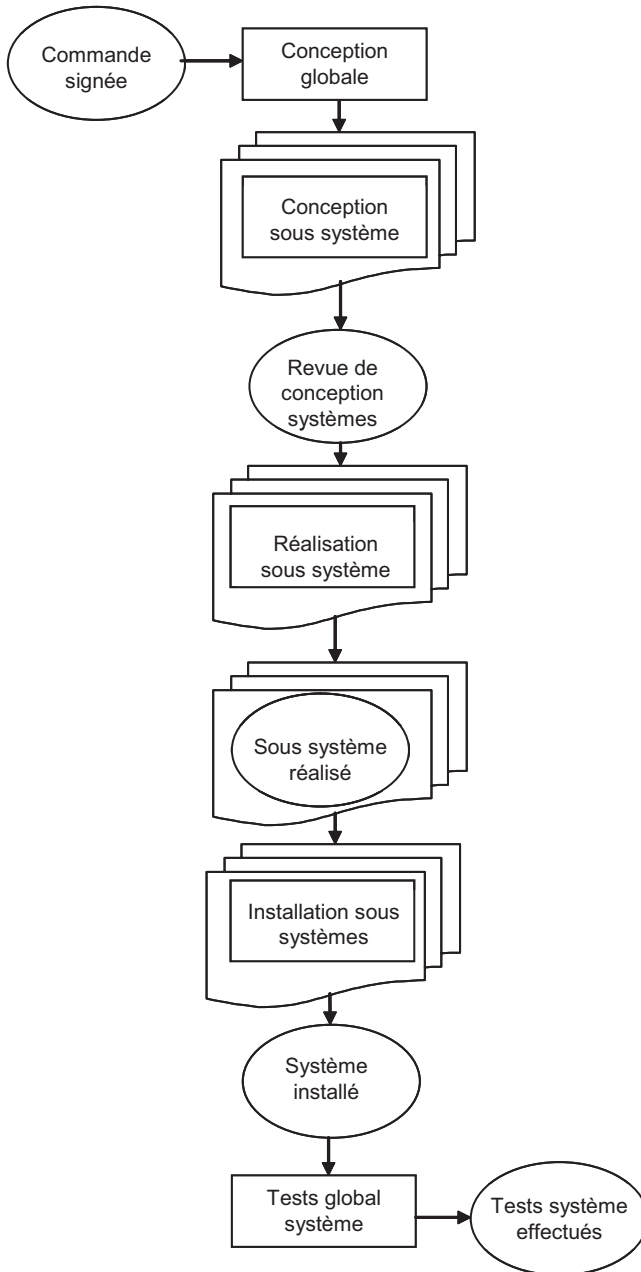 Commande
signée
Conception
globale
Conception
sous système
Revue de
conception
systèmes
Réalisation
sous système
Sous système
réalisé
Installation sous
systèmes
Système
installé
Tests global
système
Tests système
effectués